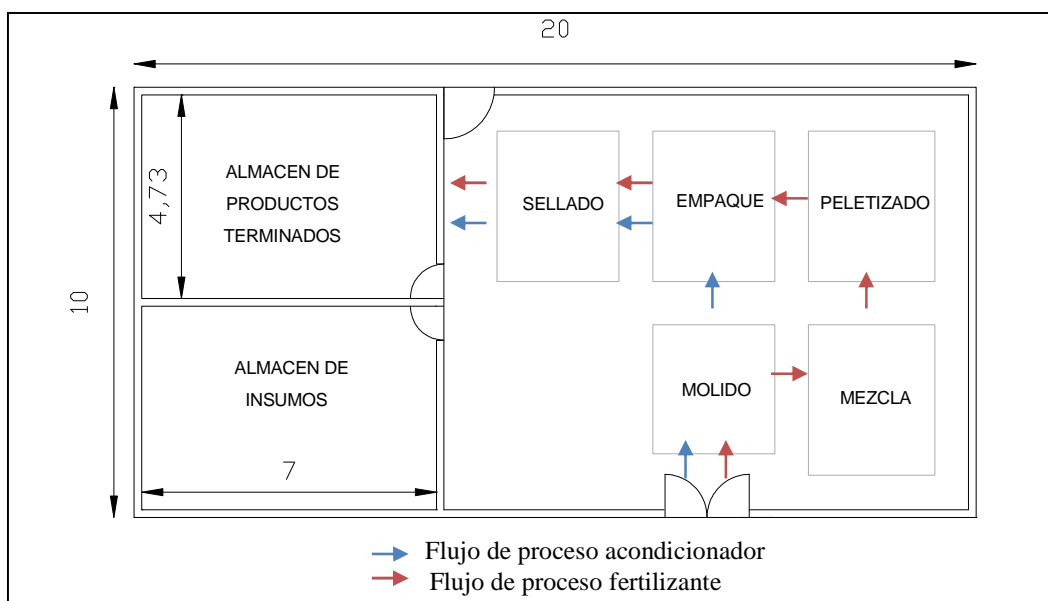 20
ALMACEN DE
PRODUCTOS
TERMINADOS
4,73
SELLADO
EMPAQUE
PELETIZADO
10
ALMACEN DE
INSUMOS
7
MOLIDO
MEZCLA
Flujo de proceso acondicionador
Flujo de proceso fertilizante